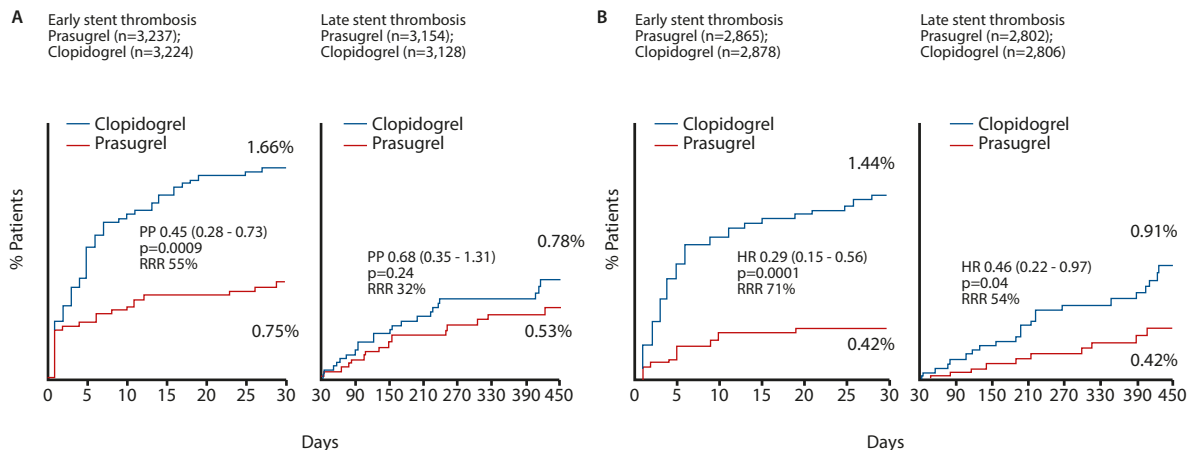 A
Early stent thrombosis
Prasugrel (n=3,237);
Clopidogrel (n=3,224)
Late stent thrombosis
Prasugrel (n=3,154);
Clopidogrel (n=3,128)
% Patients
Clopidogrel
Prasugrel
1.66%
PP 0.45 (0.28 - 0.73)
p=0.0009
RRR 55%
0.75%
0 5 10 15 20 25 30
Clopidogrel
Prasugrel
0.78%
PP 0.68 (0.35 - 1.31)
p=0.24
RRR 32%
0.53%
30 90 150 210 270 330 390 450
Days
B
Early stent thrombosis
Prasugrel (n=2,865);
Clopidogrel (n=2,878)
Late stent thrombosis
Prasugrel (n=2,802);
Clopidogrel (n=2,806)
% Patients
Clopidogrel
Prasugrel
1.44%
HR 0.29 (0.15 - 0.56)
p=0.0001
RRR 71%
0.42%
0 5 10 15 20 25 30
Clopidogrel
Prasugrel
0.91%
HR 0.46 (0.22 - 0.97)
p=0.04
RRR 54%
0.42%
30 90 150 210 270 330 390 450
Days